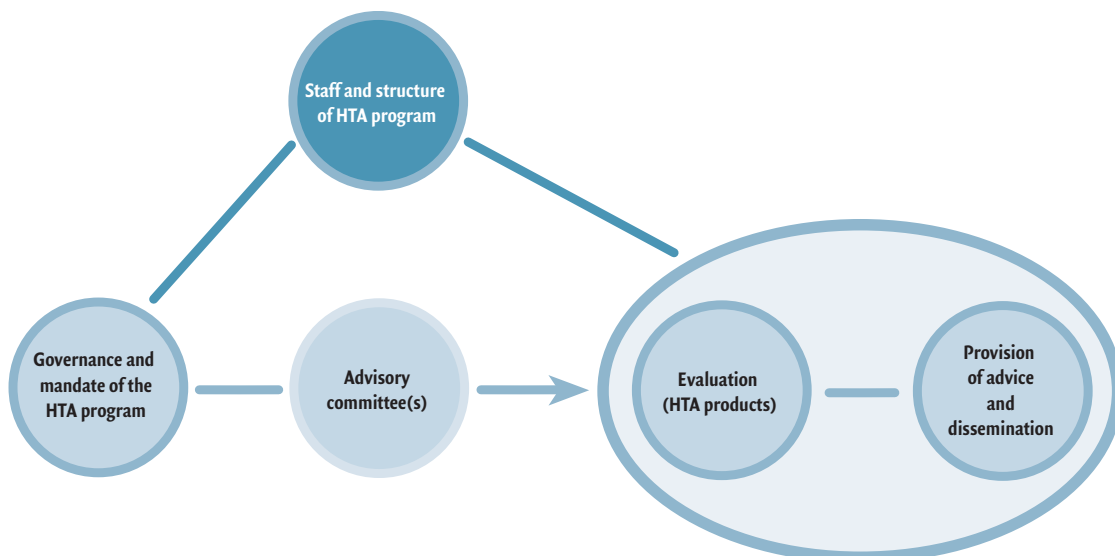 Staff and structure
of HTA program
Governance and
mandate of the
HTA program
Advisory
committee(s)
Evaluation
(HTA products)
Provision
of advice
and
dissemination